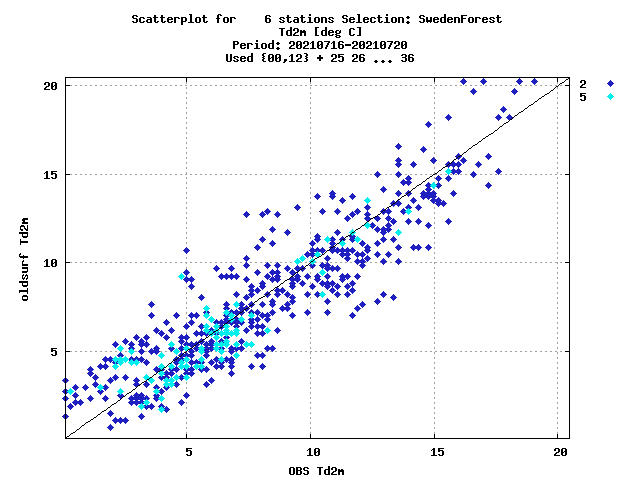 Scatterplot for    6 stations Selection: SwedenForest
Td2m [deg C]
Period: 20210716-20210720
Used {00,12} + 25 26 ... 36
20
15
10
5
oldsurf Td2m
5 10 15 20
OBS Td2m
2
5